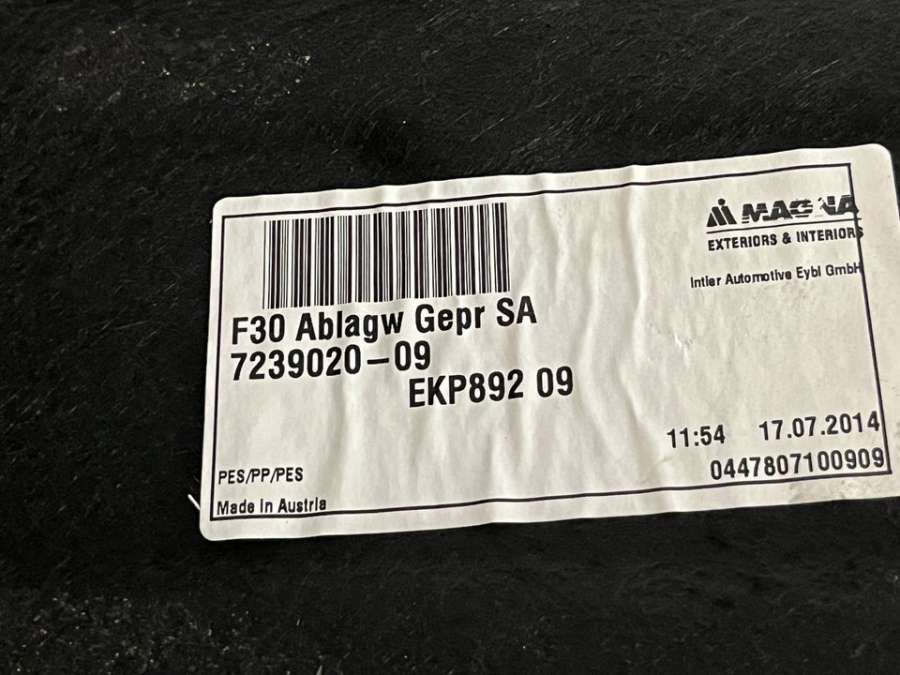 MAGNA
EXTERIORS & INTERIORS
Intier Automotive Eybl GmbH
F30 Ablagw Gepr SA
7239020-09
EKP892 09
11:54 17.07.2014
0447807100909
PES/PP/PES
Made in Austria